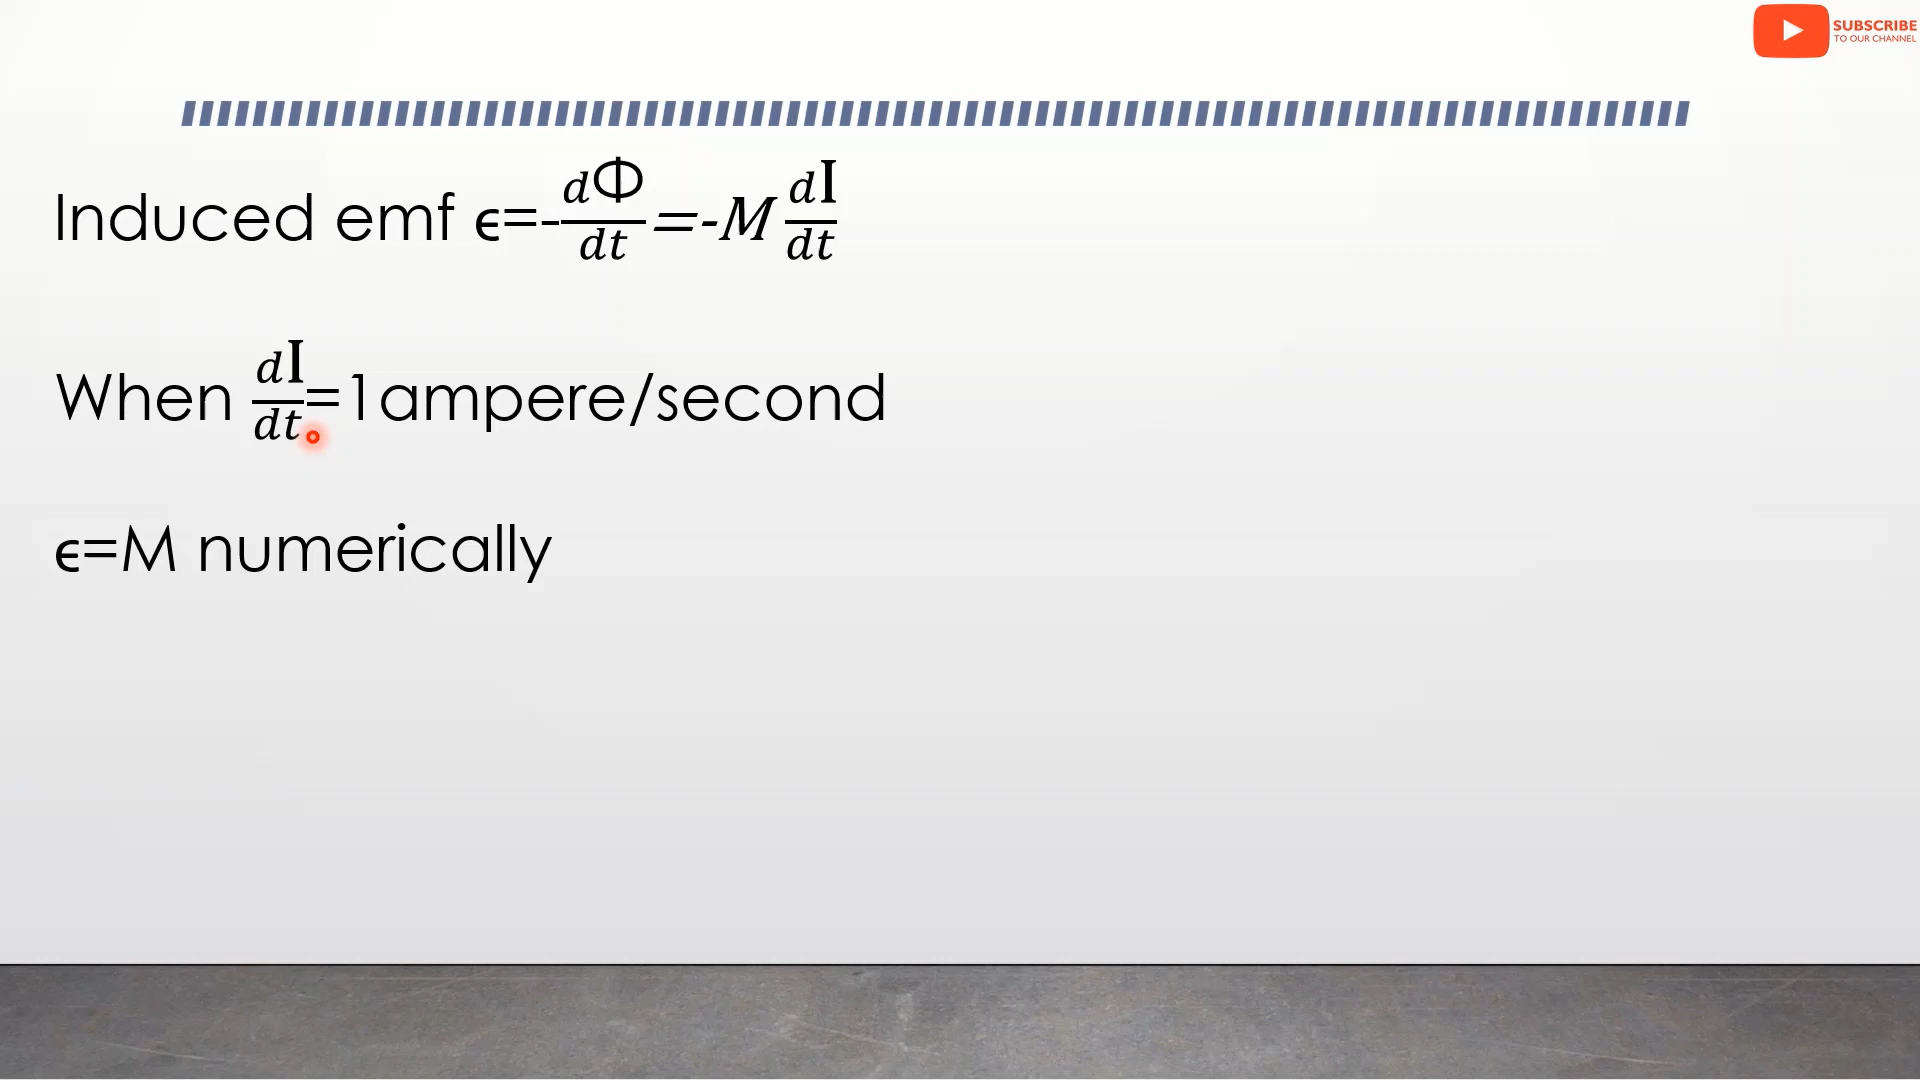 SUBSCRIBE
TO OUR CHANNEL
Induced emf ϵ=-dΦ/dt=-M dI/dt
When dI/dt=1ampere/second
ϵ=M numerically